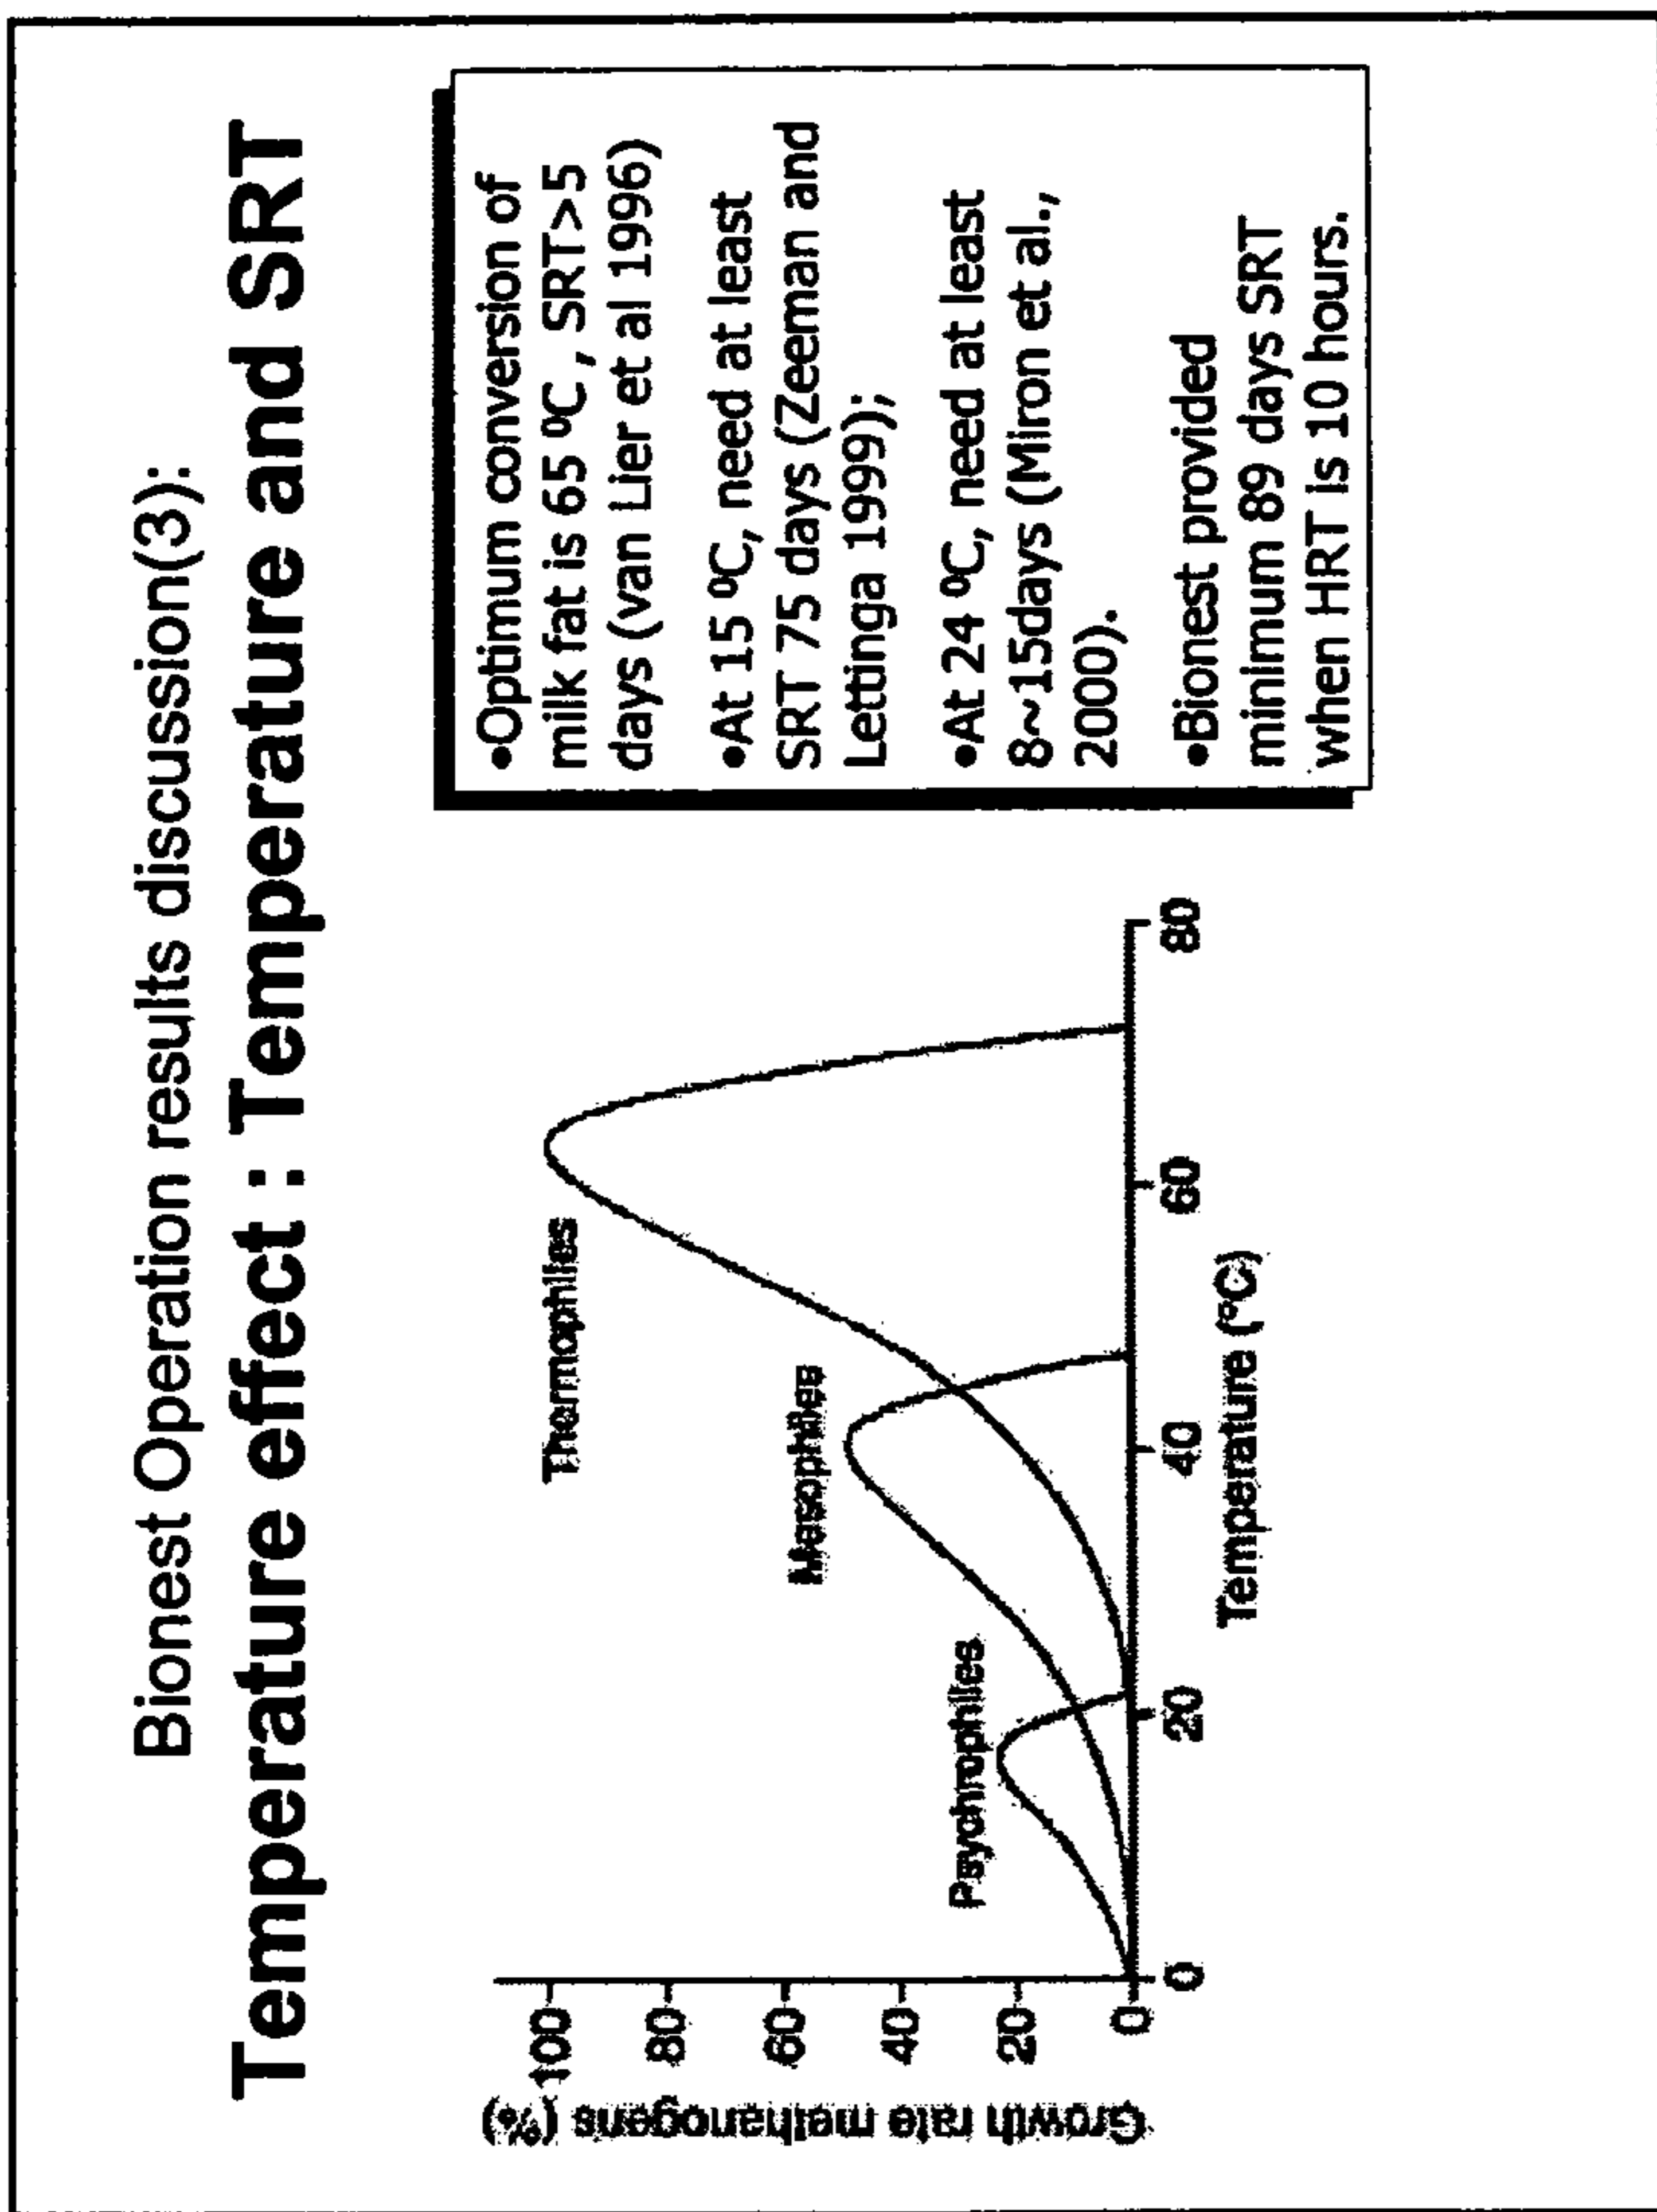 Bionest Operation results discussion(3):
Temperature effect : Temperature and SRT
Growth rate methanogens (%)
100
80
60
40
20
0
Thermophiles
Mesophiles
Psychrophiles
0
20
40
60
80
Temperature (°C)
•Optimum conversion of
milk fat is 65 ºC , SRT>5
days (van Lier et al 1996)
•At 15 ºC, need at least
SRT 75 days (Zeeman and
Lettinga 1999);
•At 24 ºC, need at least
8~15days (Miron et al.,
2000).
•Bionest provided
minimum 89 days SRT
when HRT is 10 hours.